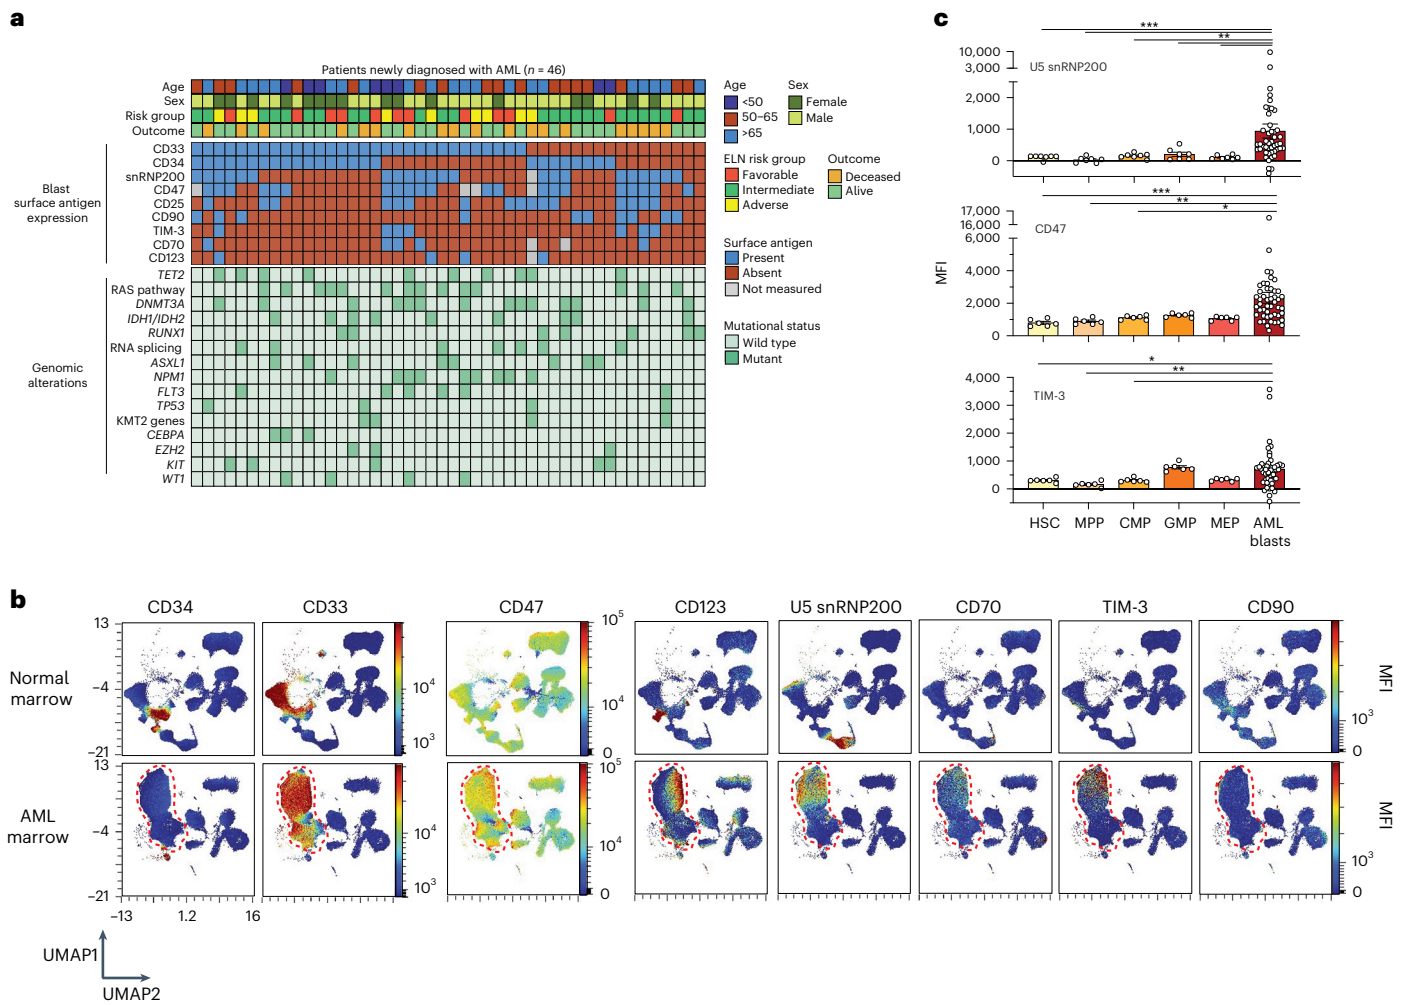 a
Patients newly diagnosed with AML (n = 46)
Age
Sex
Risk group
Outcome
Blast
surface antigen
expression
CD33
CD34
snRNP200
CD47
CD25
CD90
TIM-3
CD70
CD123
Genomic
alterations
TET2
RAS pathway
DNMT3A
IDH1/IDH2
RUNX1
RNA splicing
ASXL1
NPM1
FLT3
TP53
KMT2 genes
CEBPA
EZH2
KIT
WT1
Age
<50
50–65
>65
Sex
Female
Male
ELN risk group
Favorable
Intermediate
Adverse
Outcome
Deceased
Alive
Surface antigen
Present
Absent
Not measured
Mutational status
Wild type
Mutant
c
MFI
***
**
10,000
3,000
2,000
1,000
0
U5 snRNP200
***
**
*
17,000
16,000
6,000
4,000
2,000
0
CD47
*
**
4,000
3,000
2,000
1,000
0
TIM-3
HSC MPP CMP GMP MEP AML
blasts
b
CD34 CD33 CD47 CD123 U5 snRNP200 CD70 TIM-3 CD90
Normal
marrow
13
−4
−21
10⁴
10³
10⁵
10⁴
0
10³
0
MFI
AML
marrow
13
−4
−21
10⁴
10³
10⁵
10⁴
0
10³
0
MFI
−13 1.2 16
UMAP1
UMAP2